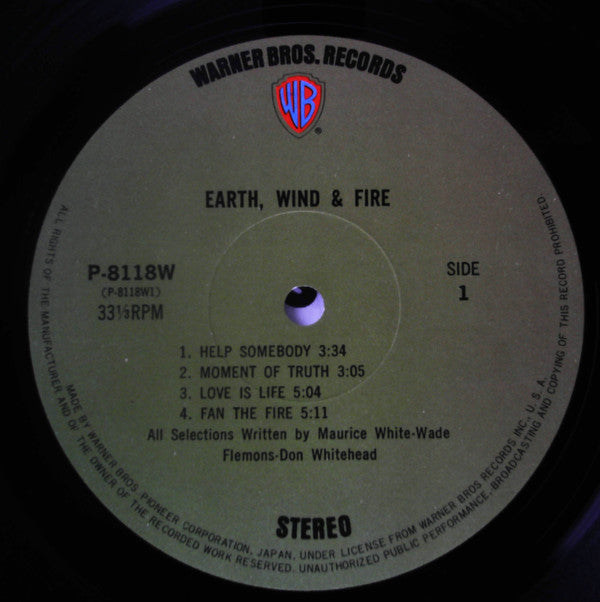 WARNER BROS. RECORDS
WB
®
EARTH, WIND & FIRE
P-8118W
(P-8118W1)
33⅓RPM
SIDE
1
1. HELP SOMEBODY 3:34
2. MOMENT OF TRUTH 3:05
3. LOVE IS LIFE 5:04
4. FAN THE FIRE 5:11
All Selections Written by Maurice White-Wade
Flemons-Don Whitehead
STEREO
MADE BY WARNER BROS. PIONEER CORPORATION, JAPAN, UNDER LICENSE FROM WARNER BROS RECORDS INC., U. S. A.
ALL RIGHTS OF THE MANUFACTURER AND OF THE OWNER OF THE RECORDED WORK RESERVED. UNAUTHORIZED PUBLIC PERFORMANCE, BROADCASTING AND COPYING OF THIS RECORD PROHIBITED.